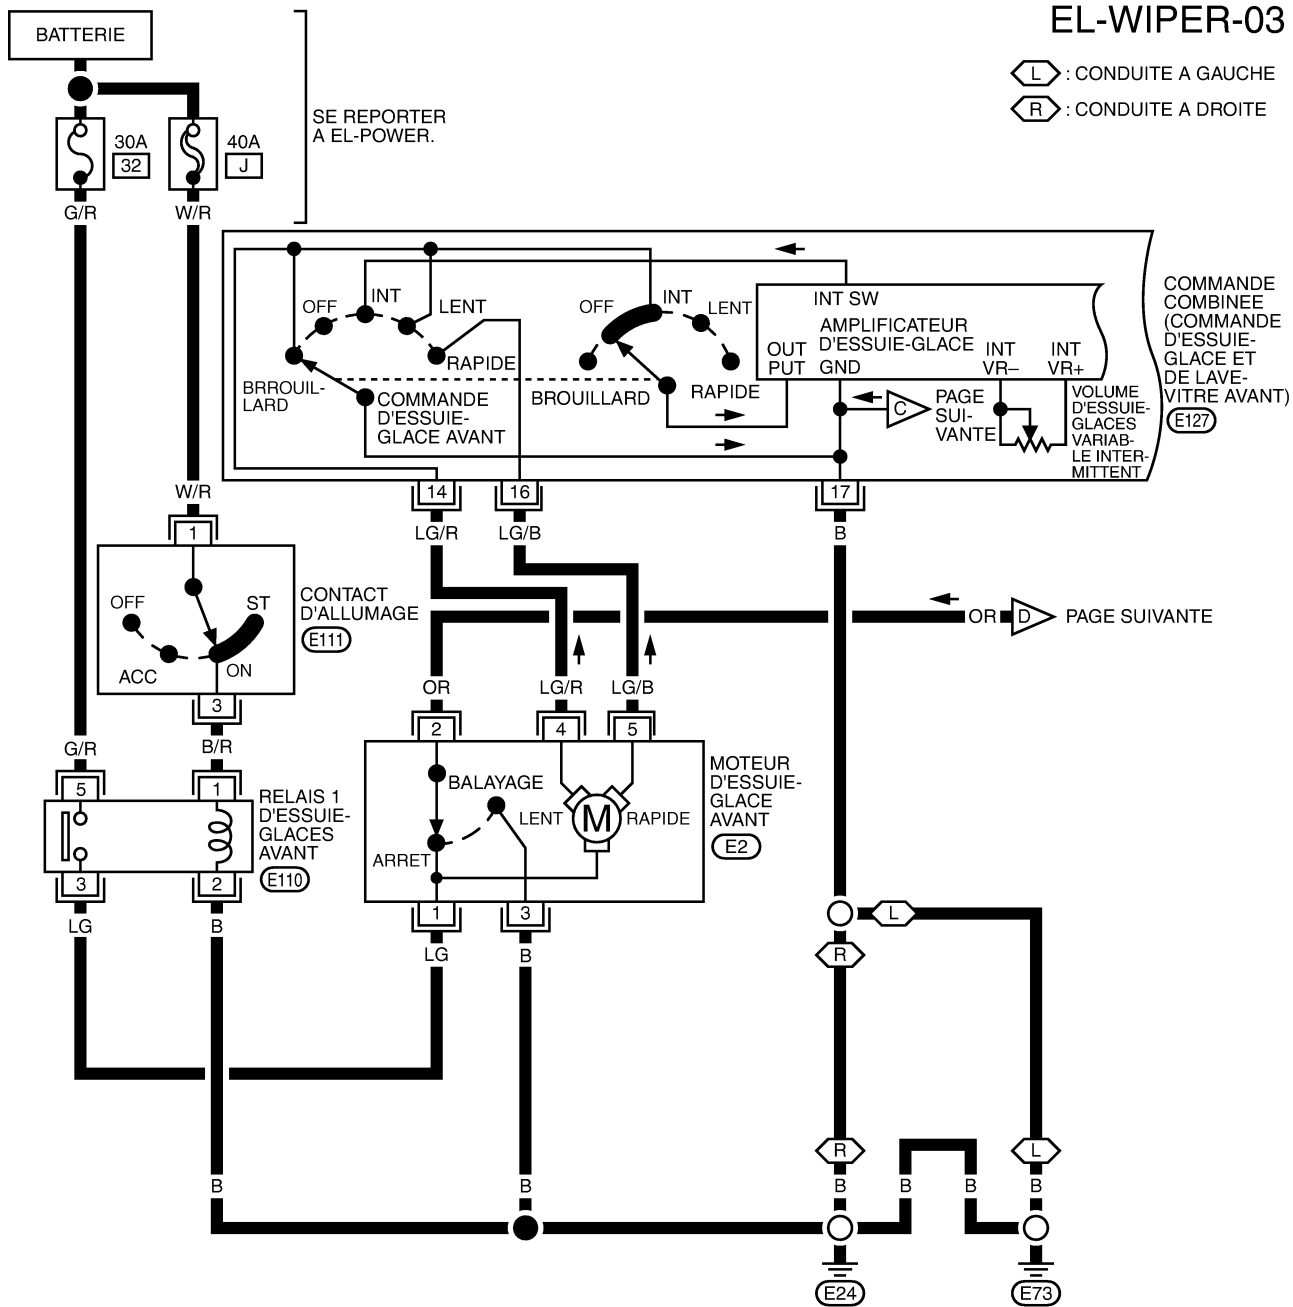 EL-WIPER-03
BATTERIE
L : CONDUITE A GAUCHE
R : CONDUITE A DROITE
SE REPORTER
A EL-POWER.
30A
32
40A
J
G/R
W/R
COMMANDE
COMBINEE
(COMMANDE
D'ESSUIE-
GLACE ET
DE LAVE-
VITRE AVANT)
E127
OFF
INT
LENT
RAPIDE
BRROUIL-
LARD
COMMANDE
D'ESSUIE-
GLACE AVANT
OFF
INT
LENT
RAPIDE
BROUILLARD
INT SW
AMPLIFICATEUR
D'ESSUIE-GLACE
OUT
PUT
GND
INT
VR–
INT
VR+
C
PAGE
SUI-
VANTE
VOLUME
D'ESSUIE-
GLACES
VARIAB-
LE INTER-
MITTENT
W/R
14
16
17
LG/R
LG/B
B
1
OFF
ST
ACC
ON
CONTACT
D'ALLUMAGE
E111
3
OR
D
PAGE SUIVANTE
OR
LG/R
LG/B
G/R
B/R
2
4
5
5
1
RELAIS 1
D'ESSUIE-
GLACES
AVANT
E110
BALAYAGE
LENT
M
RAPIDE
ARRET
MOTEUR
D'ESSUIE-
GLACE
AVANT
E2
3
2
1
3
LG
B
LG
B
L
R
R
L
B
B
B
B
B
B
E24
E73